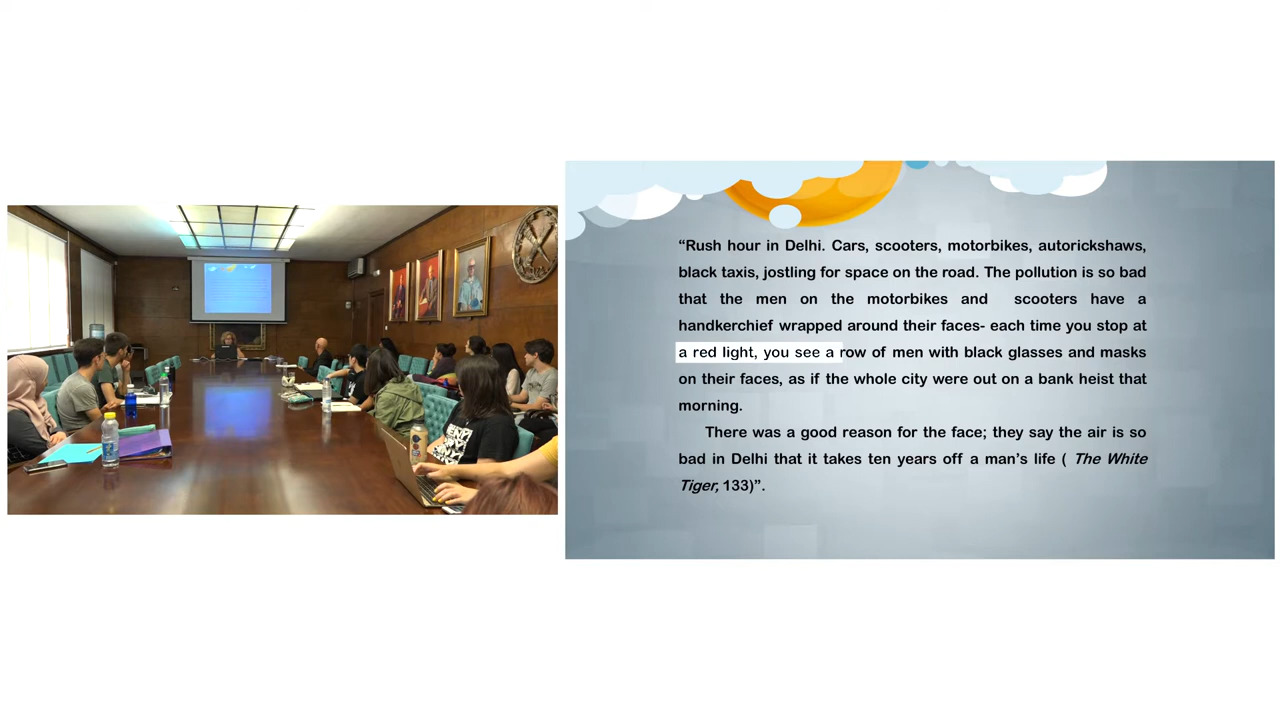 “Rush hour in Delhi. Cars, scooters, motorbikes, autorickshaws,
black taxis, jostling for space on the road. The pollution is so bad
that the men on the motorbikes and scooters have a
handkerchief wrapped around their faces- each time you stop at
a red light, you see a row of men with black glasses and masks
on their faces, as if the whole city were out on a bank heist that
morning.
There was a good reason for the face; they say the air is so
bad in Delhi that it takes ten years off a man’s life ( The White
Tiger, 133)”.